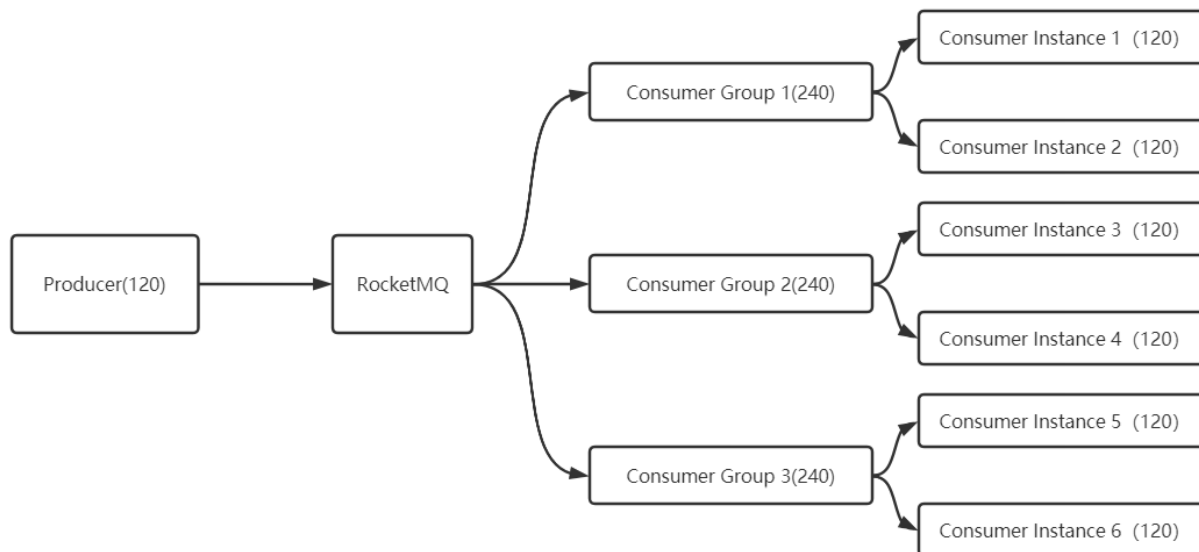 Consumer Instance 1 (120)
Consumer Group 1(240)
Consumer Instance 2 (120)
Consumer Instance 3 (120)
Producer(120)
RocketMQ
Consumer Group 2(240)
Consumer Instance 4 (120)
Consumer Instance 5 (120)
Consumer Group 3(240)
Consumer Instance 6 (120)